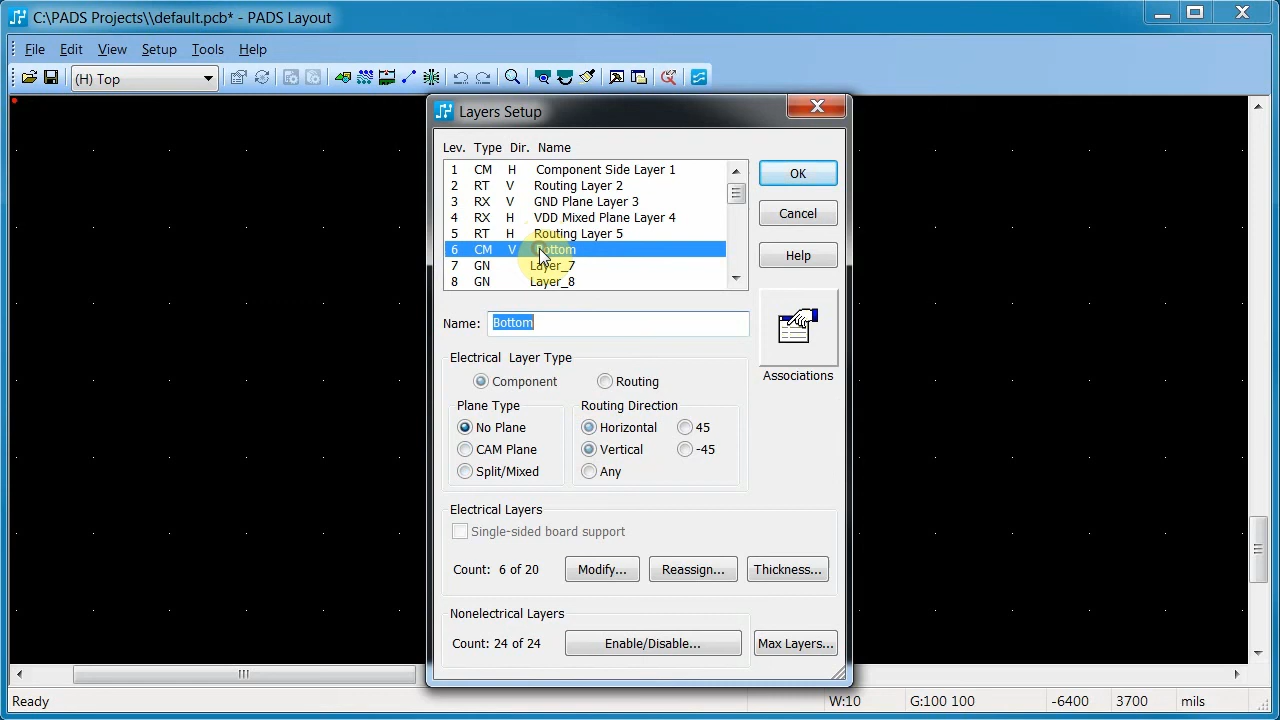 C:\PADS Projects\\default.pcb* - PADS Layout
File Edit View Setup Tools Help
(H) Top
Layers Setup
Lev. Type Dir. Name
1 CM H Component Side Layer 1
2 RT V Routing Layer 2
3 RX V GND Plane Layer 3
4 RX H VDD Mixed Plane Layer 4
5 RT H Routing Layer 5
6 CM V Bottom
7 GN Layer_7
8 GN Layer_8
OK
Cancel
Help
Associations
Name: Bottom
Electrical Layer Type
Component Routing
Plane Type Routing Direction
No Plane Horizontal 45
CAM Plane Vertical -45
Split/Mixed Any
Electrical Layers
Single-sided board support
Count: 6 of 20 Modify... Reassign... Thickness...
Nonelectrical Layers
Count: 24 of 24 Enable/Disable... Max Layers...
Ready W:10 G:100 100 -6400 3700 mils